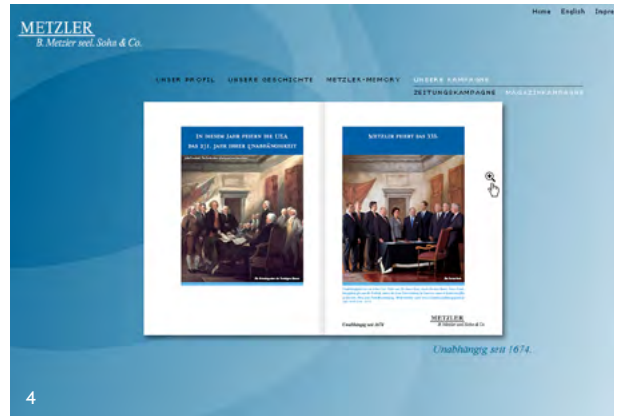 Home English Impre
METZLER
B. Metzler seel. Sohn & Co.
UNSER PROFIL UNSERE GESCHICHTE METZLER-MEMORY UNSERE KAMPAGNE
ZEITUNGSKAMPAGNE MAGAZINKAMPAGNE
IN DIESEM JAHR FEIERN DIE USA
DAS 231. JAHR IHRER UNABHÄNGIGKEIT
METZLER FEIERT DAS 333.
Unabhängig seit 1674
METZLER
B. Metzler seel. Sohn & Co.
Unabhängig seit 1674.
4